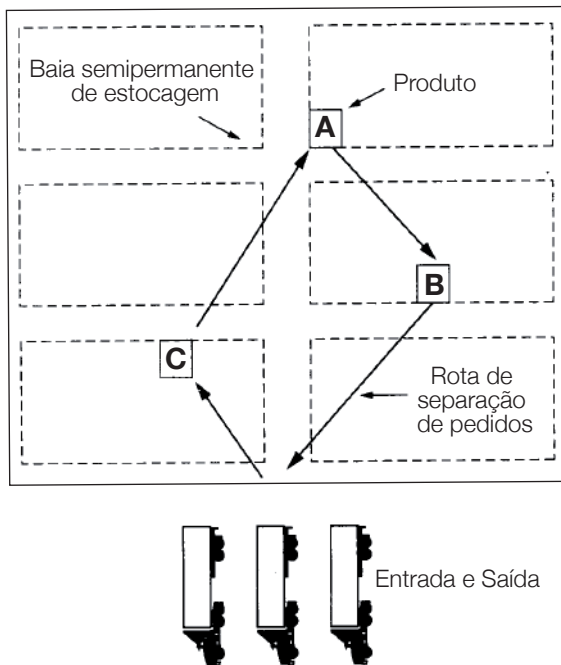 Baia semipermanente
de estocagem
Produto
A
B
C
Rota de
separação
de pedidos
Entrada e Saída